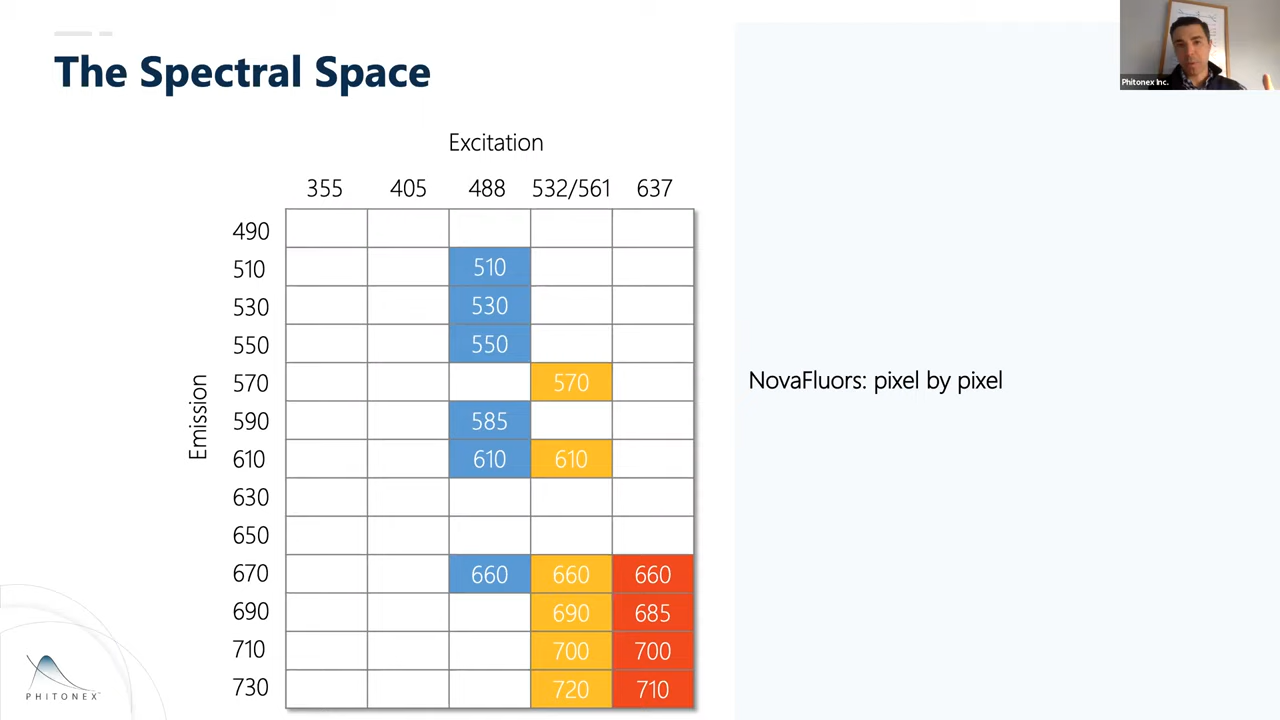 The Spectral Space
Phitonex Inc.
Excitation
355 405 488 532/561 637
Emission
490
510 510
530 530
550 550
570 570
590 585
610 610 610
630
650
670 660 660 660
690 690 685
710 700 700
730 720 710
NovaFluors: pixel by pixel
PHITONEX